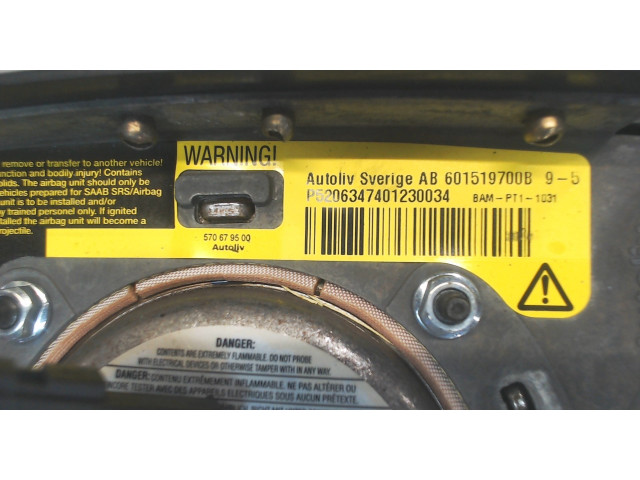 remove or transfer to another vehicle!
nction and bodily injury! Contains
lids. The airbag unit should only be
ehicles prepared for SAAB SRS/Airbag
unit is to be installed and/or
y trained personnel only. If ignited
nstalled the airbag unit will become a
rojectile.
WARNING!
570 67 95 00
Autoliv
Autoliv Sverige AB 601519700B 9-5
P5206347401230034 BAM-PT1-1031
DANGER:
CONTENTS ARE EXTREMELY FLAMMABLE. DO NOT PROBE
WITH ELECTRICAL DEVICES OR OTHERWISE TAMPER WITH IN ANY WAY.
DANGER:
CONTENU EXTRÊMEMENT INFLAMMABLE. NE PAS ALTÉRER OU
ENCORE TESTER AVEC DES APPAREILS ÉLECTRIQUES
SOUS AUCUN PRÉTEXTE.